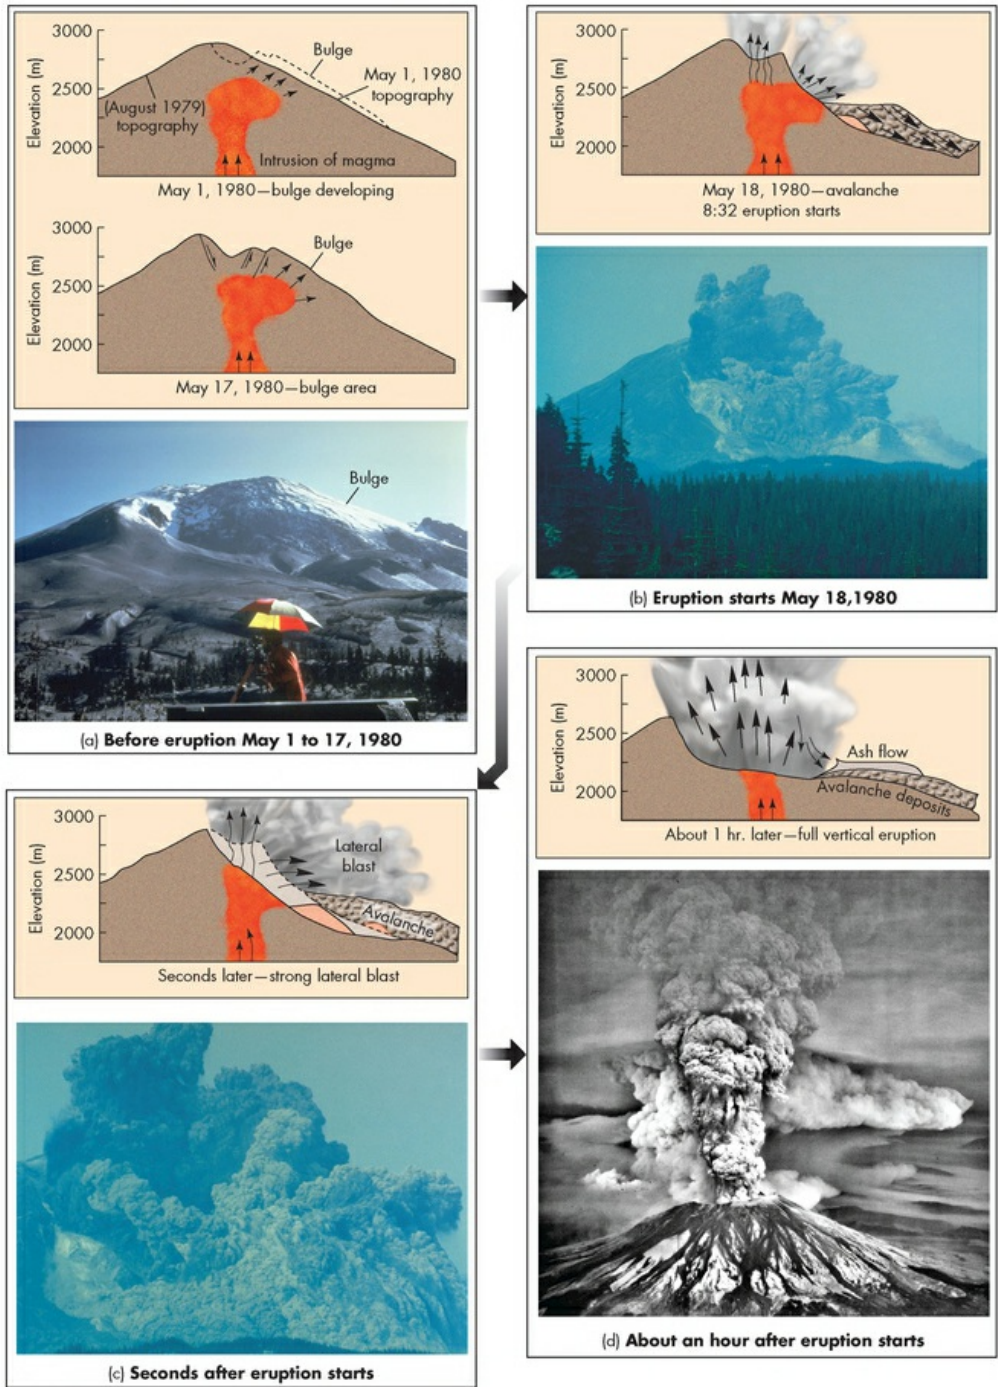 3000
2500
2000
Elevation (m)
Bulge
May 1, 1980
topography
(August 1979)
topography
Intrusion of magma
May 1, 1980—bulge developing
3000
2500
2000
Elevation (m)
Bulge
May 17, 1980—bulge area
Bulge
(a) Before eruption May 1 to 17, 1980
3000
2500
2000
Elevation (m)
May 18, 1980—avalanche
8:32 eruption starts
(b) Eruption starts May 18,1980
3000
2500
2000
Elevation (m)
Lateral
blast
Avalanche
Seconds later—strong lateral blast
(c) Seconds after eruption starts
3000
2500
2000
Elevation (m)
Ash flow
Avalanche deposits
About 1 hr. later—full vertical eruption
(d) About an hour after eruption starts